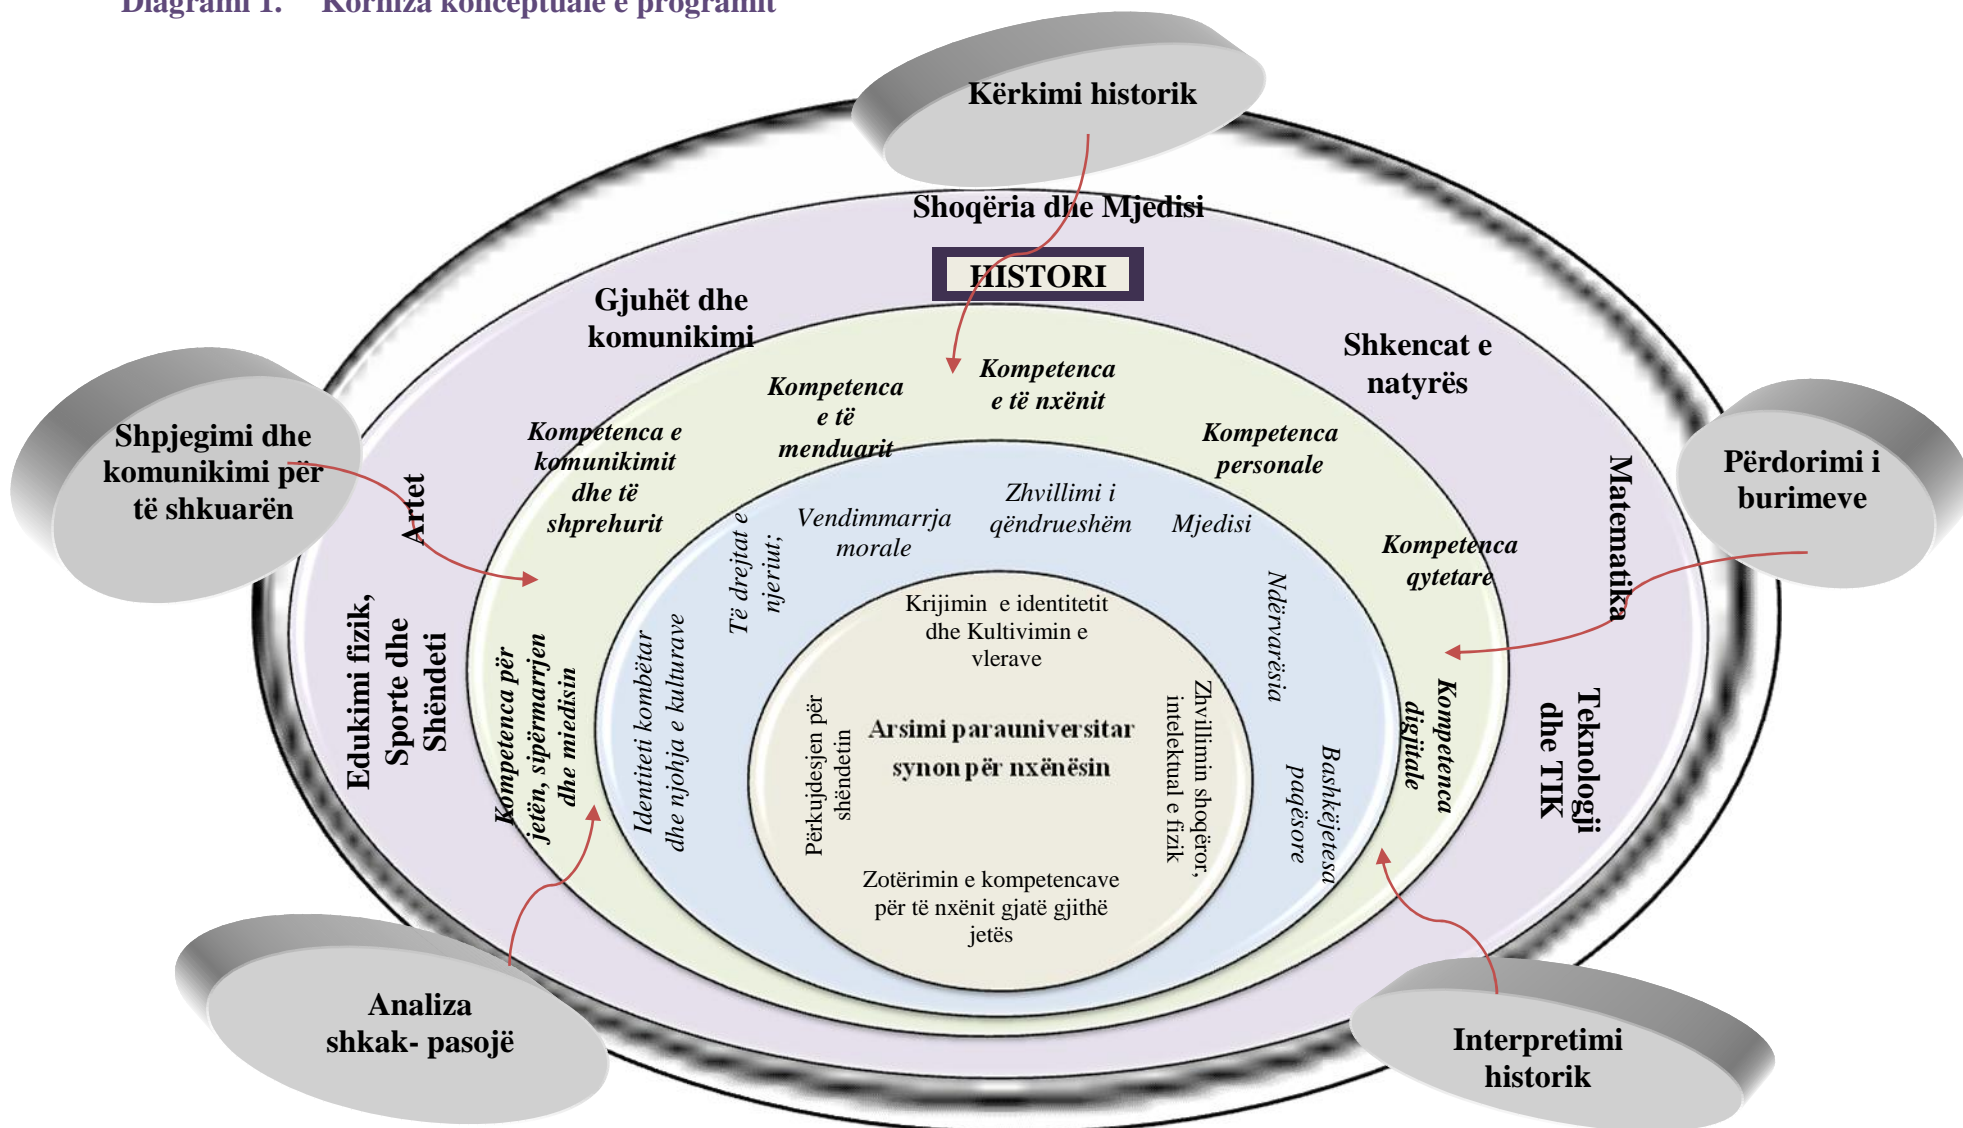 Diagrami 1. Korniza konceptuale e programit
Kërkimi historik
Shoqëria dhe Mjedisi
HISTORI
Gjuhët dhe
komunikimi
Shkencat e
natyrës
Kompetenca
e të nxënit
Kompetenca
e të
menduarit
Kompetenca e
komunikimit
dhe të
shprehurit
Kompetenca
personale
Shpjegimi dhe
komunikimi për
të shkuarën
Përdorimi i
burimeve
Artet
Matematika
Zhvillimi i
qëndrueshëm
Vendimmarrja
morale
Mjedisi
Të drejtat e
njeriut;
Kompetenca
qytetare
Ndërvarësia
Krijimin e identitetit
dhe Kultivimin e
vlerave
Edukimi fizik,
Sporte dhe
Shëndeti
Kompetenca për
jetën, sipërmarrjen
dhe miedisin
Identiteti kombëtar
dhe njohja e kulturave
Përkujdesjen për
shëndetin
Arsimi parauniversitar
synon për nxënësin
Zhvillimin shoqëror,
intelektual e fizik
Bashkëjetesa
paqësore
Kompetenca
digjitale
Teknologji
dhe TIK
Zotërimin e kompetencave
për të nxënit gjatë gjithë
jetës
Analiza
shkak- pasojë
Interpretimi
historik